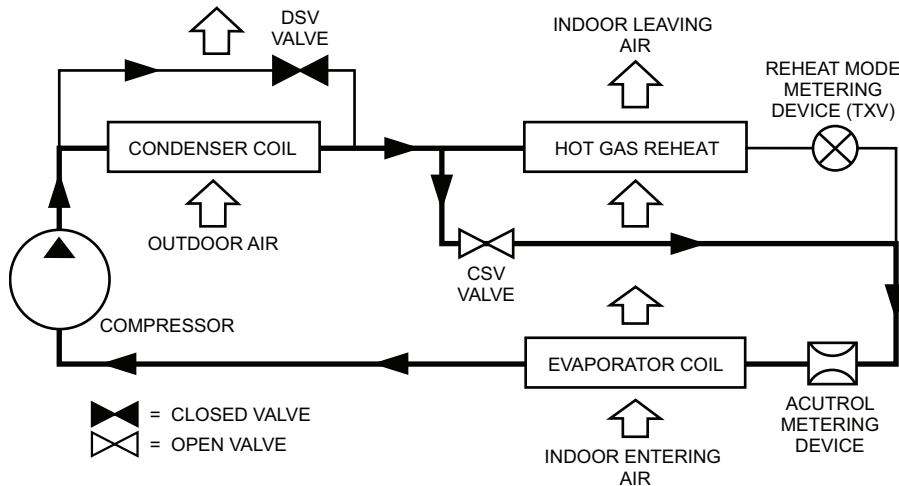 DSV
VALVE
INDOOR LEAVING
AIR
REHEAT MODE
METERING
DEVICE (TXV)
CONDENSER COIL
HOT GAS REHEAT
OUTDOOR AIR
CSV
VALVE
COMPRESSOR
EVAPORATOR COIL
ACUTROL
METERING
DEVICE
= CLOSED VALVE
= OPEN VALVE
INDOOR ENTERING
AIR